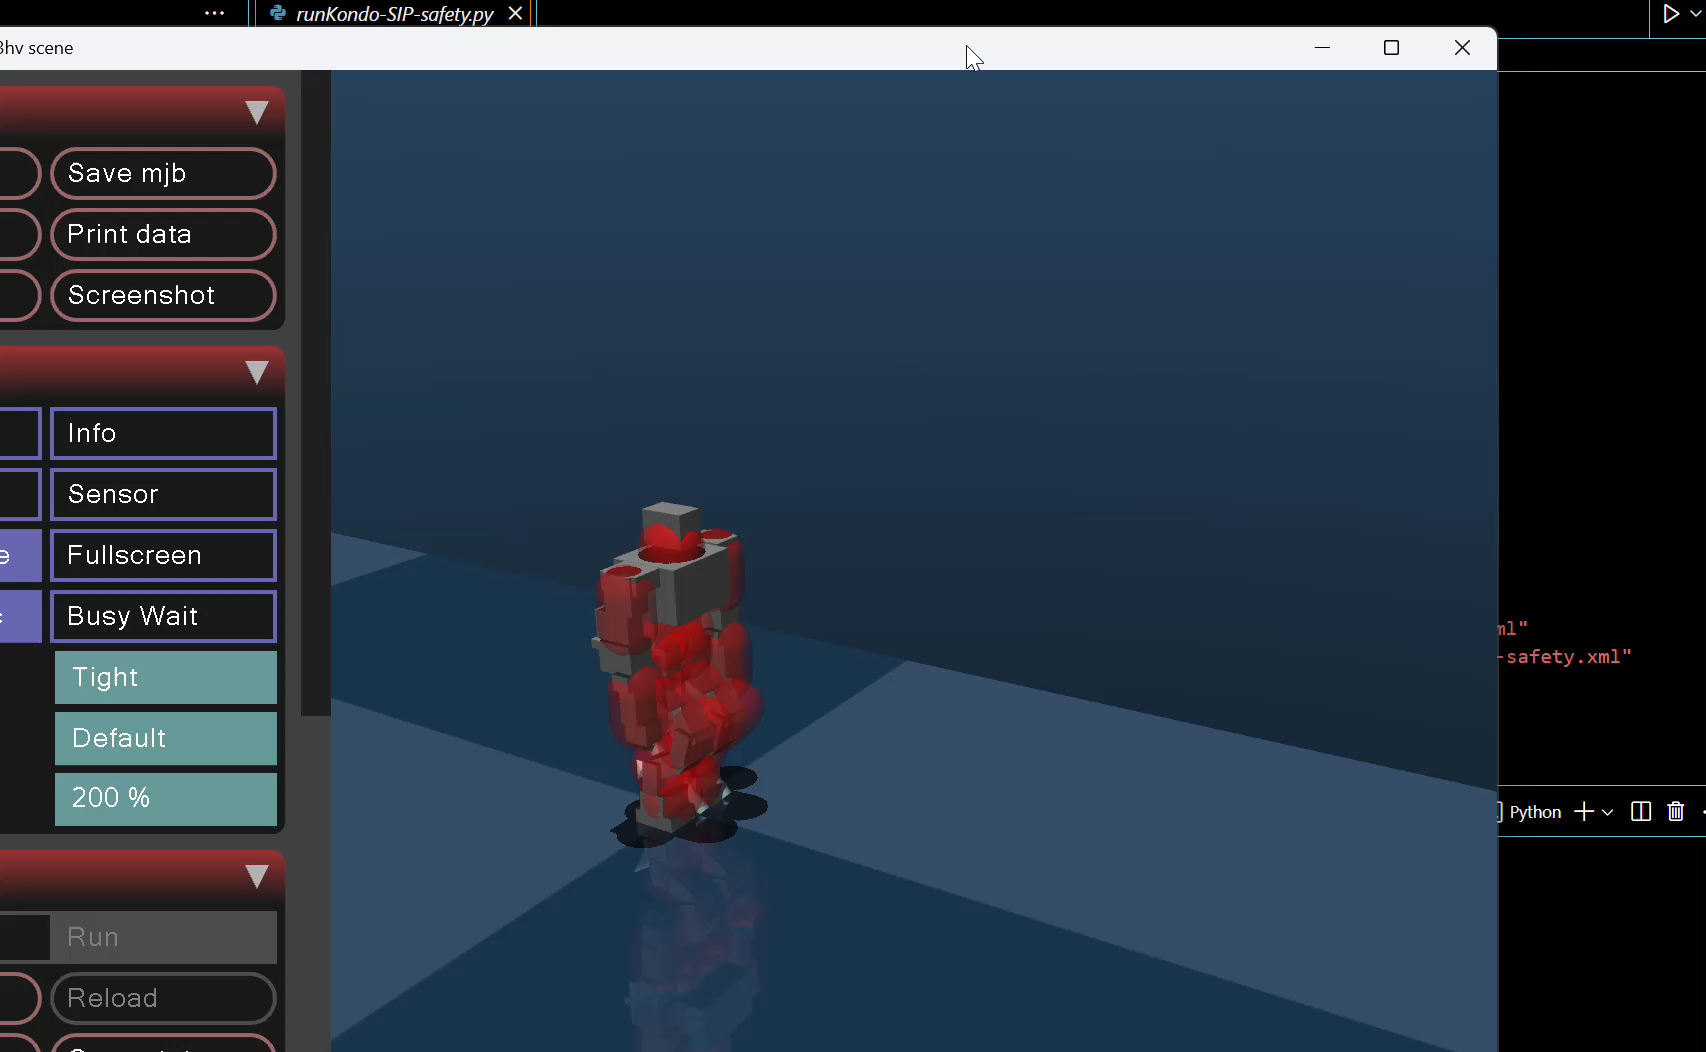 runKondo-SIP-safety.py
3hv scene
Save mjb
Print data
Screenshot
Info
Sensor
Fullscreen
Busy Wait
Tight
Default
200 %
ml"
-safety.xml"
Python
Run
Reload